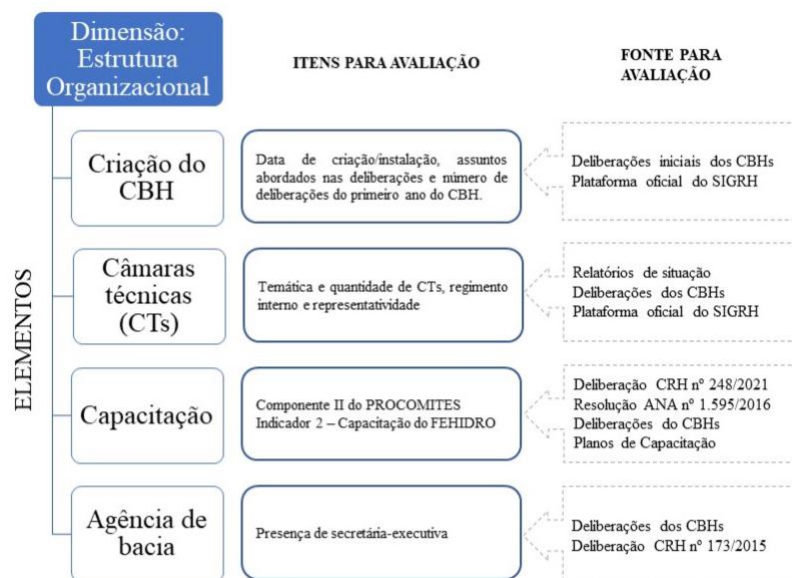 Dimensão:
Estrutura
Organizacional
ITENS PARA AVALIAÇÃO
FONTE PARA
AVALIAÇÃO
ELEMENTOS
Criação do
CBH
Data de criação/instalação, assuntos
abordados nas deliberações e número de
deliberações do primeiro ano do CBH.
Deliberações iniciais dos CBHs
Plataforma oficial do SIGRH
Câmaras
técnicas
(CTs)
Temática e quantidade de CTs, regimento
interno e representatividade
Relatórios de situação
Deliberações dos CBHs
Plataforma oficial do SIGRH
Capacitação
Componente II do PROCOMITES
Indicador 2 – Capacitação do FEHIDRO
Deliberação CRH nº 248/2021
Resolução ANA nº 1.595/2016
Deliberações dos CBHs
Planos de Capacitação
Agência de
bacia
Presença de secretária-executiva
Deliberações dos CBHs
Deliberação CRH nº 173/2015